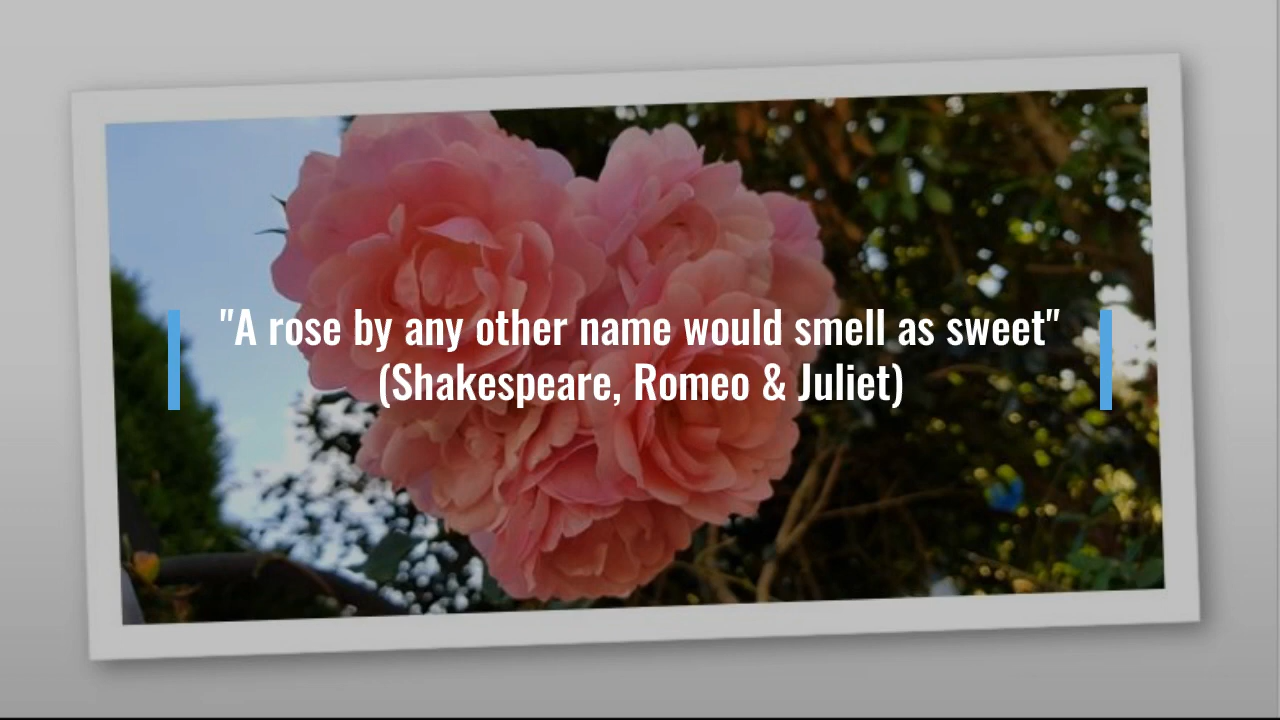 "A rose by any other name would smell as sweet"
(Shakespeare, Romeo & Juliet)